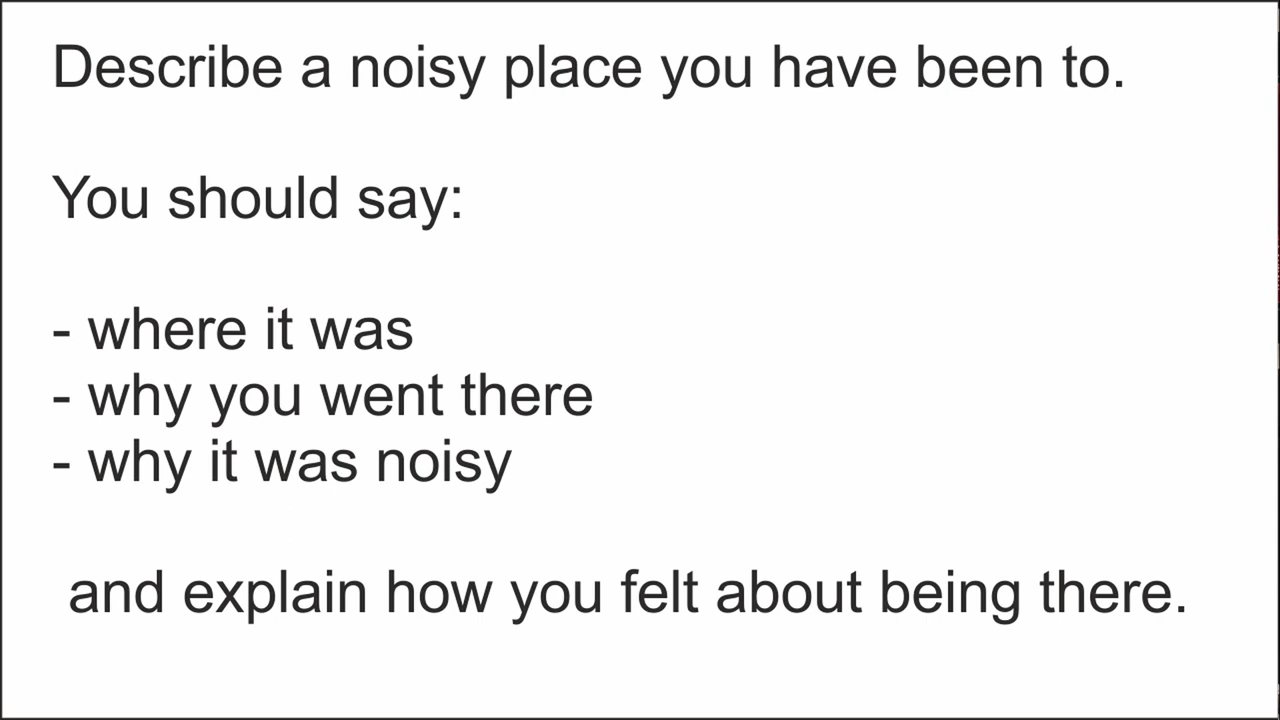 Describe a noisy place you have been to.
You should say:
- where it was
- why you went there
- why it was noisy
and explain how you felt about being there.